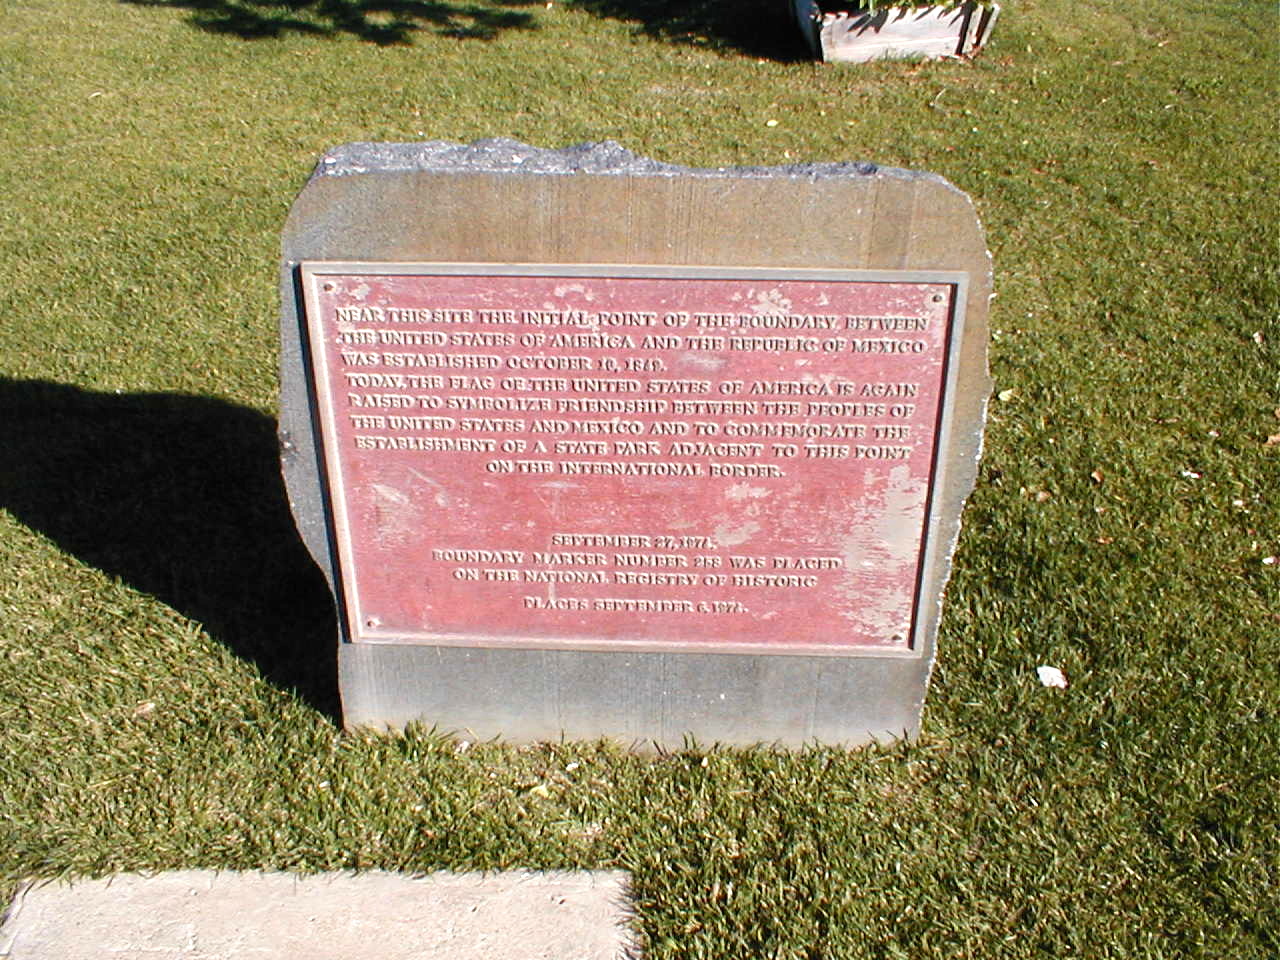 NEAR THIS SITE THE INITIAL POINT OF THE BOUNDARY BETWEEN
THE UNITED STATES OF AMERICA AND THE REPUBLIC OF MEXICO
WAS ESTABLISHED OCTOBER 10, 1849.
TODAY, THE FLAG OF THE UNITED STATES OF AMERICA IS AGAIN
RAISED TO SYMBOLIZE FRIENDSHIP BETWEEN THE PEOPLES OF
THE UNITED STATES AND MEXICO AND TO COMMEMORATE THE
ESTABLISHMENT OF A STATE PARK ADJACENT TO THIS POINT
ON THE INTERNATIONAL BORDER.
SEPTEMBER 27, 1974.
BOUNDARY MARKER NUMBER 258 WAS PLACED
ON THE NATIONAL REGISTRY OF HISTORIC
PLACES SEPTEMBER 6, 1974.